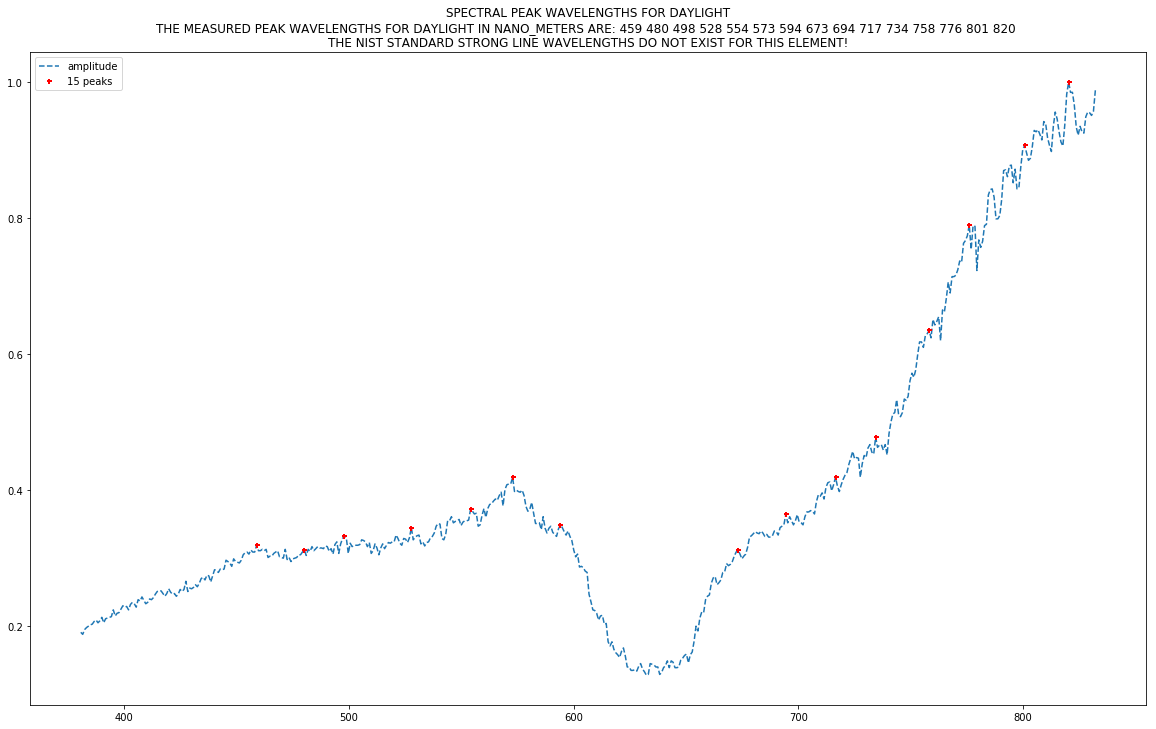 SPECTRAL PEAK WAVELENGTHS FOR DAYLIGHT
THE MEASURED PEAK WAVELENGTHS FOR DAYLIGHT IN NANO_METERS ARE: 459 480 498 528 554 573 594 673 694 717 734 758 776 801 820
THE NIST STANDARD STRONG LINE WAVELENGTHS DO NOT EXIST FOR THIS ELEMENT!
amplitude
15 peaks
1.0
0.8
0.6
0.4
0.2
400 500 600 700 800